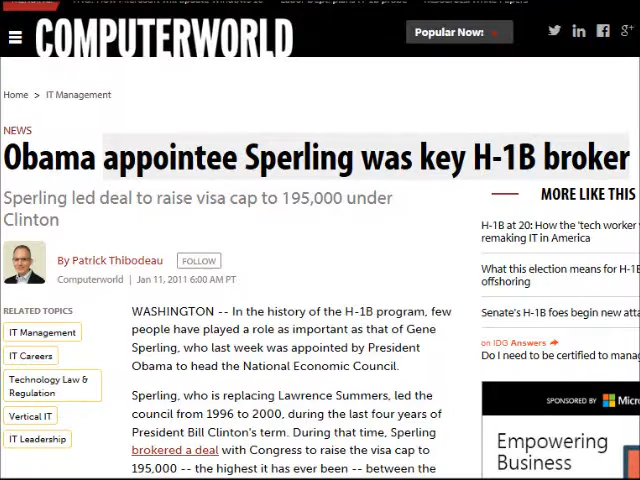 COMPUTERWORLD
Popular Now:
Home > IT Management
NEWS
Obama appointee Sperling was key H-1B broker
Sperling led deal to raise visa cap to 195,000 under
Clinton
By Patrick Thibodeau FOLLOW
Computerworld | Jan 11, 2011 6:00 AM PT
RELATED TOPICS
IT Management
IT Careers
Technology Law &
Regulation
Vertical IT
IT Leadership
WASHINGTON -- In the history of the H-1B program, few
people have played a role as important as that of Gene
Sperling, who last week was appointed by President
Obama to head the National Economic Council.
Sperling, who is replacing Lawrence Summers, led the
council from 1996 to 2000, during the last four years of
President Bill Clinton's term. During that time, Sperling
brokered a deal with Congress to raise the visa cap to
195,000 -- the highest it has ever been -- between the
MORE LIKE THIS
H-1B at 20: How the 'tech worker
remaking IT in America
What this election means for H-1B
offshoring
Senate's H-1B foes begin new atta
on IDG Answers
Do I need to be certified to manag
SPONSORED BY Micro
Empowering
Business